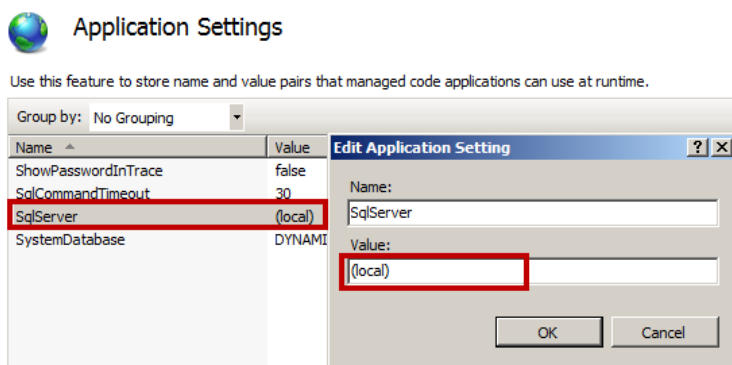 Application Settings
Use this feature to store name and value pairs that managed code applications can use at runtime.
Group by: No Grouping
Name Value
ShowPasswordInTrace false
SqlCommandTimeout 30
SqlServer (local)
SystemDatabase DYNAMI
Edit Application Setting ? X
Name:
SqlServer
Value:
(local)
OK Cancel